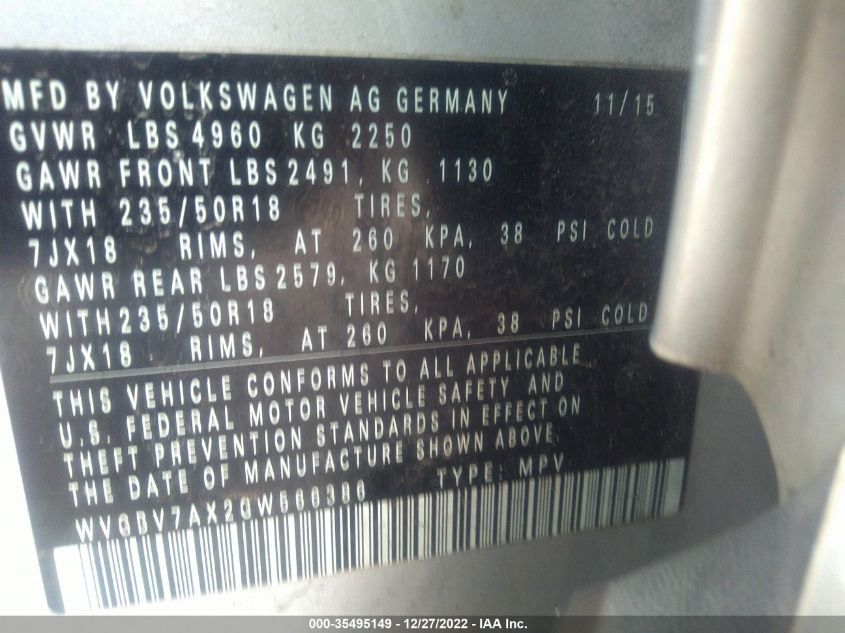 MFD BY VOLKSWAGEN AG GERMANY 11/15
GVWR LBS 4960 KG 2250
GAWR FRONT LBS 2491, KG 1130
WITH 235/50R18 TIRES,
7JX18 RIMS, AT 260 KPA, 38 PSI COLD
GAWR REAR LBS 2579, KG 1170
WITH 235/50R18 TIRES,
7JX18 RIMS, AT 260 KPA, 38 PSI COLD
THIS VEHICLE CONFORMS TO ALL APPLICABLE
U.S. FEDERAL MOTOR VEHICLE SAFETY AND
THEFT PREVENTION STANDARDS IN EFFECT ON
THE DATE OF MANUFACTURE SHOWN ABOVE
TYPE: MPV
000-35495149 - 12/27/2022 - IAA Inc.